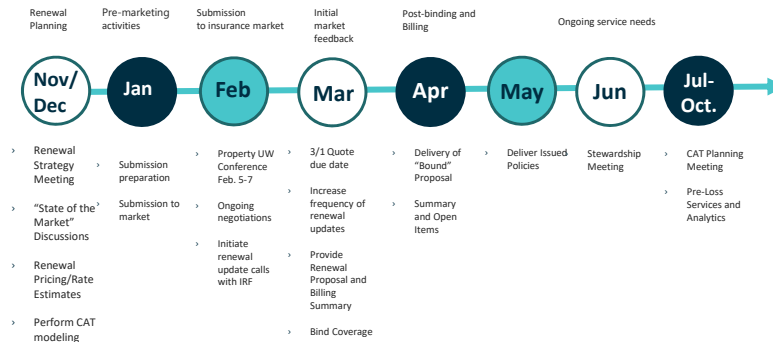 Renewal
Planning
Pre-marketing
activities
Submission
to insurance market
Initial
market
feedback
Post-binding and
Billing
Ongoing service needs
Nov/
Dec
Jan
Feb
Mar
Apr
May
Jun
Jul-
Oct.
› Renewal
Strategy
Meeting
› “State of the
Market”
Discussions
› Renewal
Pricing/Rate
Estimates
› Perform CAT
modeling
› Submission
preparation
› Submission to
market
› Property UW
Conference
Feb. 5-7
› Ongoing
negotiations
› Initiate
renewal
update calls
with IRF
› 3/1 Quote
due date
› Increase
frequency of
renewal
updates
› Provide
Renewal
Proposal and
Billing
Summary
› Bind Coverage
› Delivery of
“Bound”
Proposal
› Summary
and Open
Items
› Deliver Issued
Policies
› Stewardship
Meeting
› CAT Planning
Meeting
› Pre-Loss
Services and
Analytics